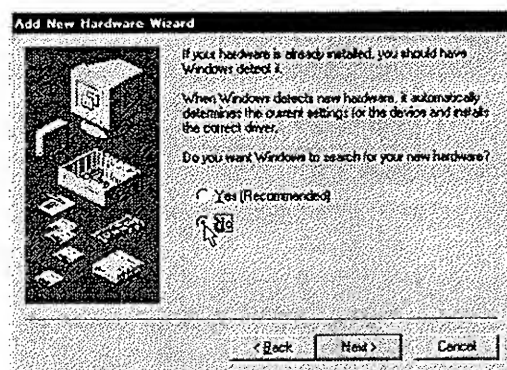 Add New Hardware Wizard
If your hardware is already installed, you should have
Windows detect it.
When Windows detects new hardware, it automatically
determines the current settings for the device and installs
the correct driver.
Do you want Windows to search for your new hardware?
Yes (Recommended)
No
< Back Next > Cancel